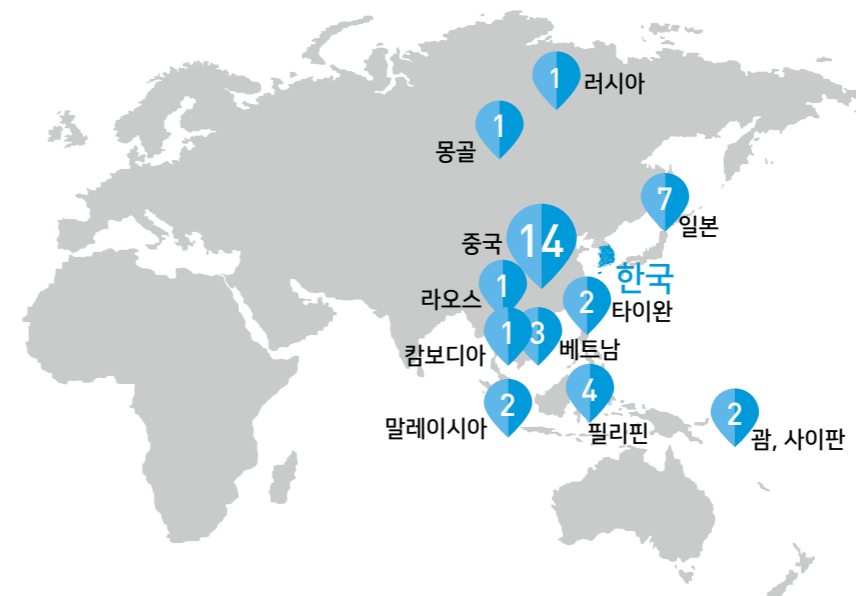 1
러시아
1
몽골
7
일본
중국
14
한국
라오스
1
2
타이완
캄보디아
1
3
베트남
말레이시아
2
4
필리핀
2
괌, 사이판